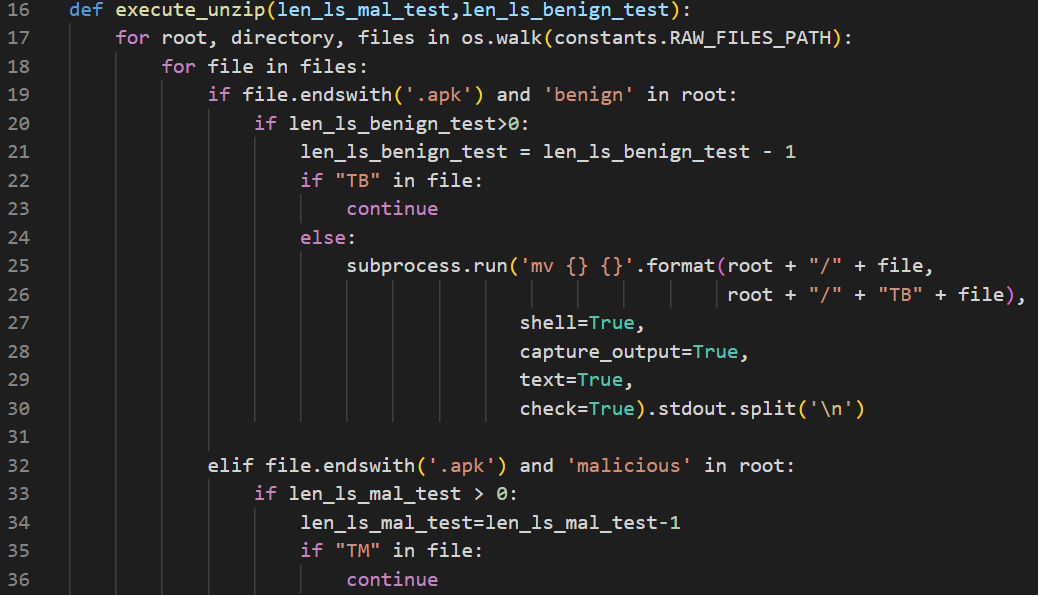 16 def execute_unzip(len_ls_mal_test,len_ls_benign_test):
17     for root, directory, files in os.walk(constants.RAW_FILES_PATH):
18         for file in files:
19             if file.endswith('.apk') and 'benign' in root:
20                 if len_ls_benign_test>0:
21                     len_ls_benign_test = len_ls_benign_test - 1
22                     if "TB" in file:
23                         continue
24                     else:
25                         subprocess.run('mv {} {}'.format(root + "/" + file,
26                                                          root + "/" + "TB" + file),
27                                        shell=True,
28                                        capture_output=True,
29                                        text=True,
30                                        check=True).stdout.split('\n')
31
32             elif file.endswith('.apk') and 'malicious' in root:
33                 if len_ls_mal_test > 0:
34                     len_ls_mal_test=len_ls_mal_test-1
35                     if "TM" in file:
36                         continue